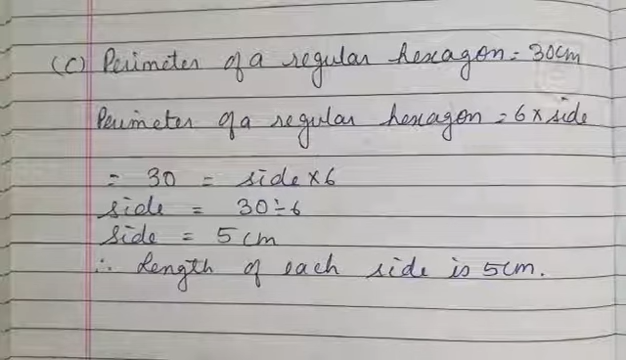 (C) Perimeter of a regular hexagon = 30cm
Perimeter of a regular hexagon = 6 x side
= 30 = side x 6
side = 30 ÷ 6
side = 5 cm
∴ Length of each side is 5cm.